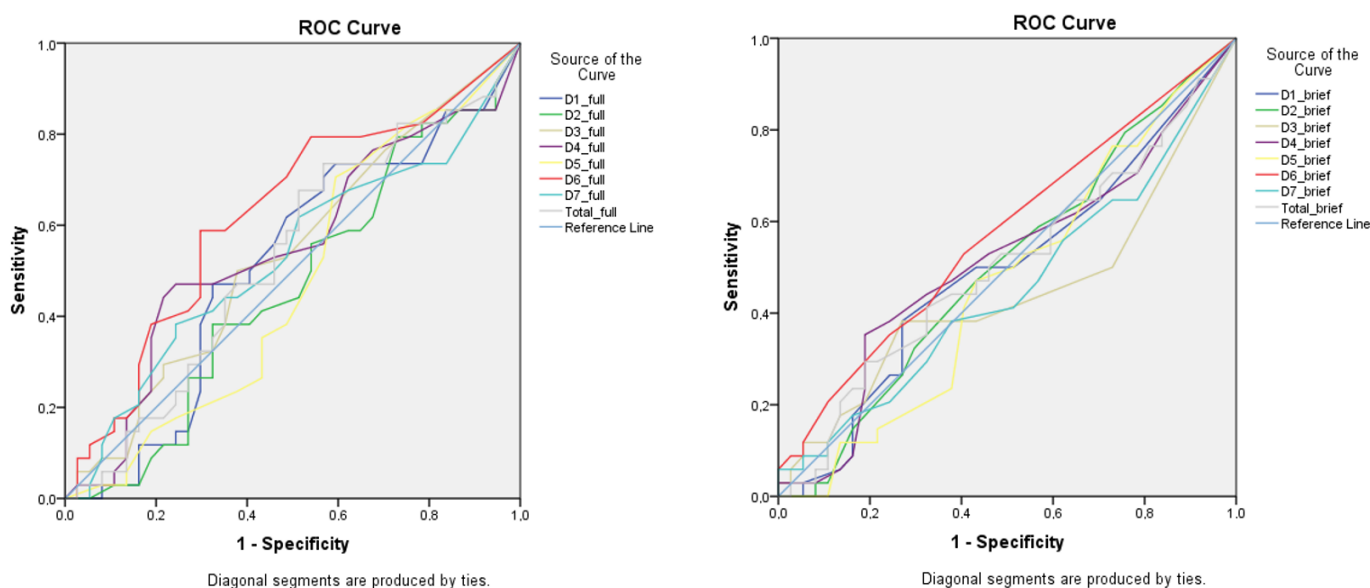 ROC Curve
Sensitivity
1.0
0.8
0.6
0.4
0.2
0.0
0.0 0.2 0.4 0.6 0.8 1.0
1 - Specificity
Diagonal segments are produced by ties.
Source of the
Curve
D1_full
D2_full
D3_full
D4_full
D5_full
D6_full
D7_full
Total_full
Reference Line
ROC Curve
Sensitivity
1.0
0.8
0.6
0.4
0.2
0.0
0.0 0.2 0.4 0.6 0.8 1.0
1 - Specificity
Diagonal segments are produced by ties.
Source of the
Curve
D1_brief
D2_brief
D3_brief
D4_brief
D5_brief
D6_brief
D7_brief
Total_brief
Reference Line